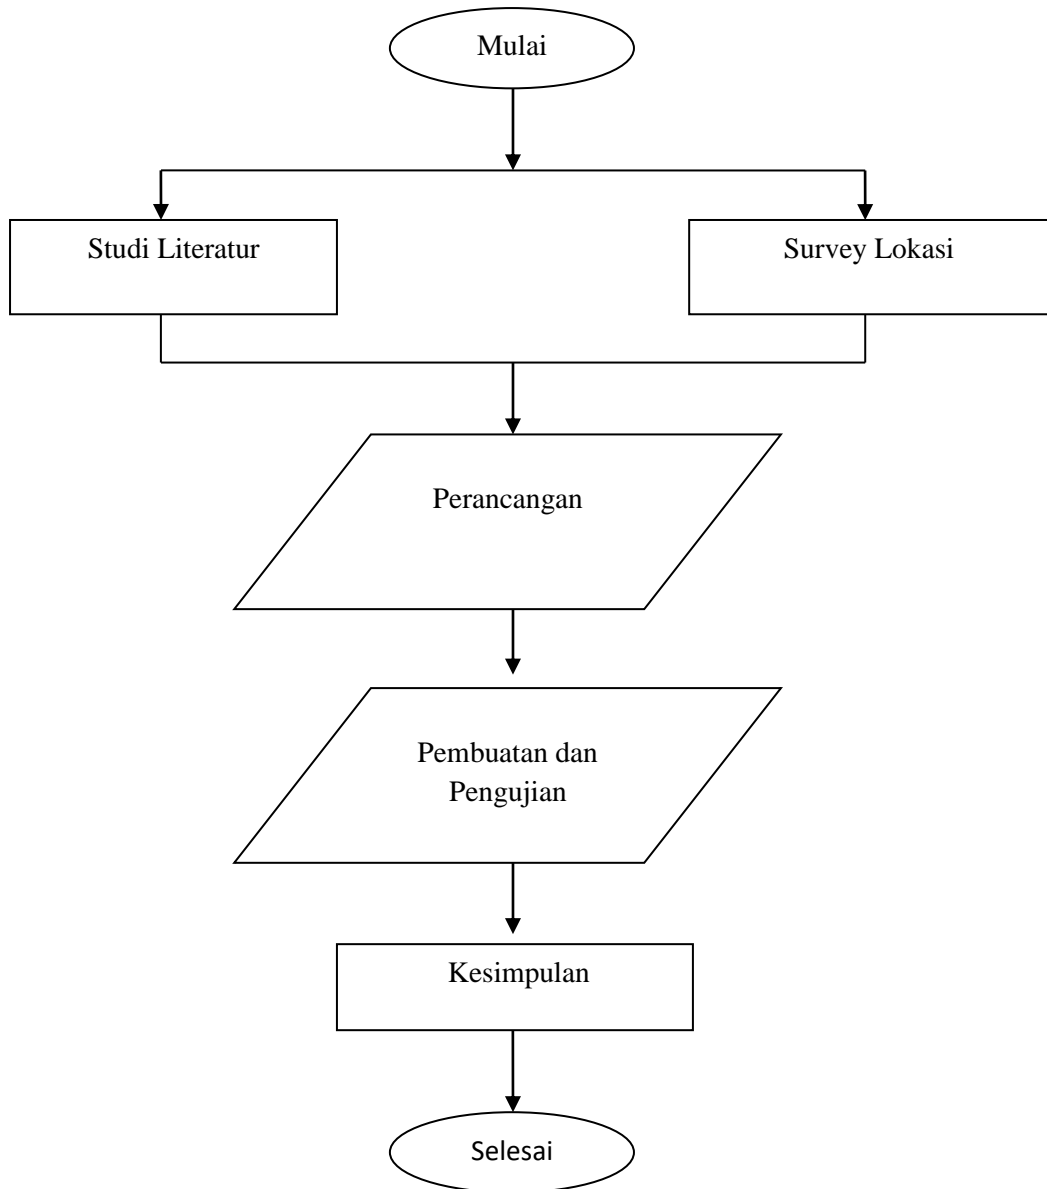 Mulai
Studi Literatur
Survey Lokasi
Perancangan
Pembuatan dan
Pengujian
Kesimpulan
Selesai